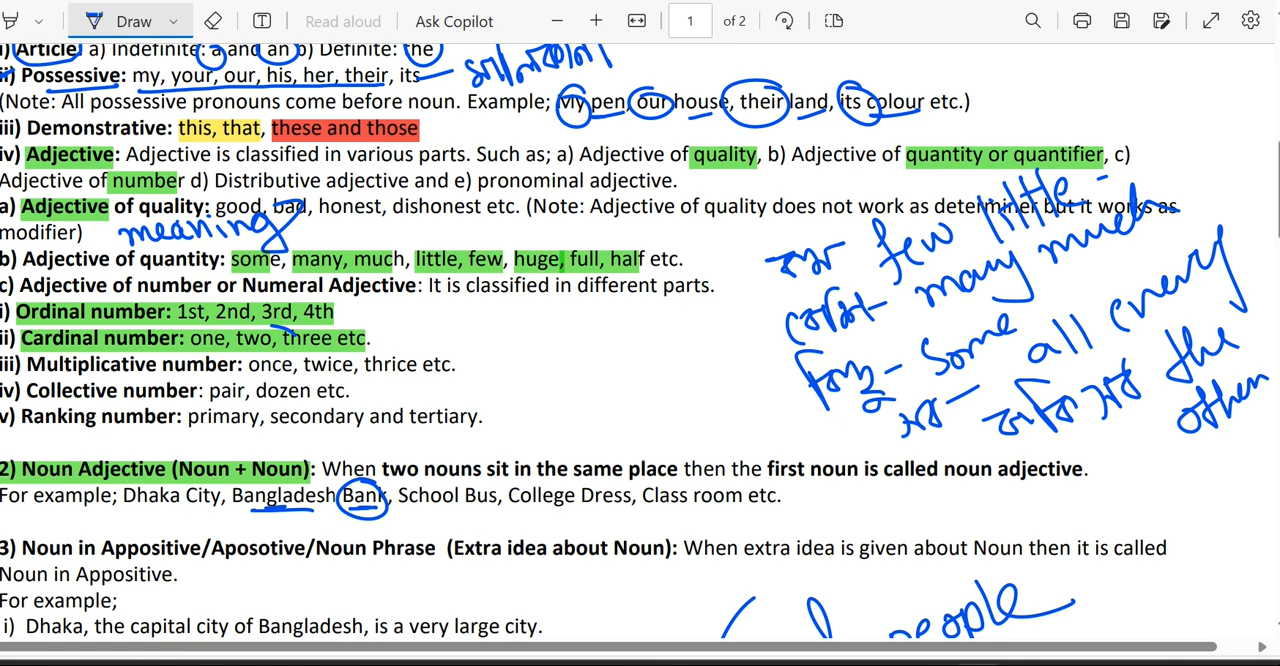 Draw
Read aloud
Ask Copilot
1
of 2
i) Article a) Indefinite: a and an b) Definite: the
ii) Possessive: my, your, our, his, her, their, its
(Note: All possessive pronouns come before noun. Example; My pen, our house, their land, its colour etc.)
iii) Demonstrative: this, that, these and those
iv) Adjective: Adjective is classified in various parts. Such as; a) Adjective of quality, b) Adjective of quantity or quantifier, c)
Adjective of number d) Distributive adjective and e) pronominal adjective.
a) Adjective of quality: good, bad, honest, dishonest etc. (Note: Adjective of quality does not work as determiner but it works as
modifier)
meaning
few little -
many much
b) Adjective of quantity: some, many, much, little, few, huge, full, half etc.
c) Adjective of number or Numeral Adjective: It is classified in different parts.
i) Ordinal number: 1st, 2nd, 3rd, 4th
ii) Cardinal number: one, two, three etc.
- some all every
iii) Multiplicative number: once, twice, thrice etc.
iv) Collective number: pair, dozen etc.
the
other
v) Ranking number: primary, secondary and tertiary.
2) Noun Adjective (Noun + Noun): When two nouns sit in the same place then the first noun is called noun adjective.
For example; Dhaka City, Bangladesh Bank, School Bus, College Dress, Class room etc.
3) Noun in Appositive/Aposotive/Noun Phrase (Extra idea about Noun): When extra idea is given about Noun then it is called
Noun in Appositive.
For example;
people
i) Dhaka, the capital city of Bangladesh, is a very large city.